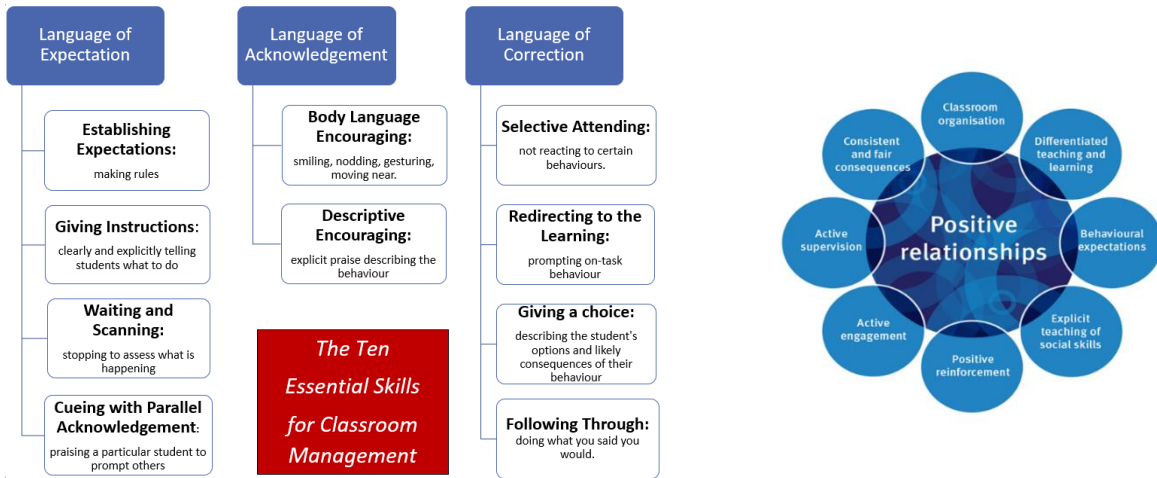 Language of
Expectation
Establishing
Expectations:
making rules
Giving Instructions:
clearly and explicitly telling
students what to do
Waiting and
Scanning:
stopping to assess what is
happening
Cueing with Parallel
Acknowledgement:
praising a particular student to
prompt others
Language of
Acknowledgement
Body Language
Encouraging:
smiling, nodding, gesturing,
moving near.
Descriptive
Encouraging:
explicit praise describing the
behaviour
The Ten
Essential Skills
for Classroom
Management
Language of
Correction
Selective Attending:
not reacting to certain
behaviours.
Redirecting to the
Learning:
prompting on-task
behaviour
Giving a choice:
describing the student's
options and likely
consequences of their
behaviour
Following Through:
doing what you said you
would.
Positive
relationships
Classroom
organisation
Differentiated
teaching and
learning
Behavioural
expectations
Explicit
teaching of
social skills
Positive
reinforcement
Active
engagement
Active
supervision
Consistent
and fair
consequences